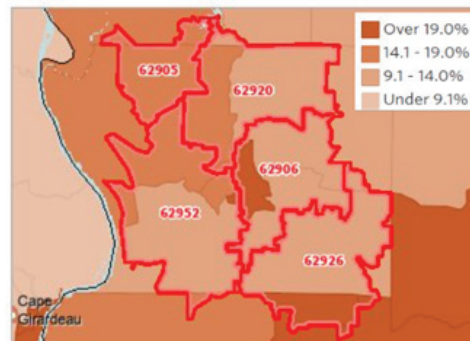 Over 19.0%
14.1 - 19.0%
9.1 - 14.0%
Under 9.1%
62905
62920
62906
62952
62926
Cape
Girardeau